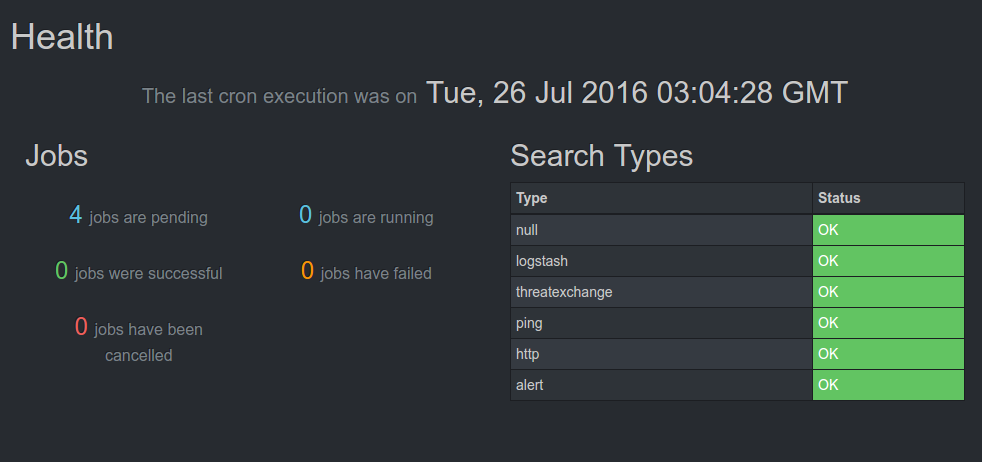 Health
The last cron execution was on Tue, 26 Jul 2016 03:04:28 GMT
Jobs
4 jobs are pending
0 jobs are running
0 jobs were successful
0 jobs have failed
0 jobs have been
cancelled
Search Types
Type Status
null OK
logstash OK
threatexchange OK
ping OK
http OK
alert OK